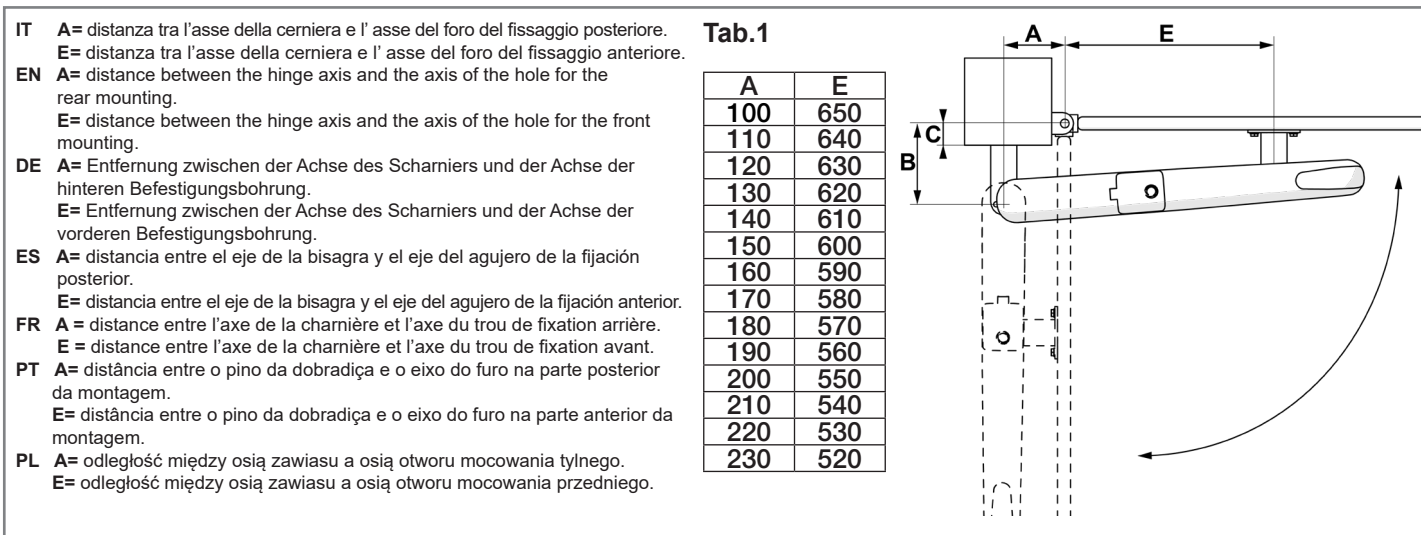 IT A= distanza tra l’asse della cerniera e l’ asse del foro del fissaggio posteriore.
E= distanza tra l’asse della cerniera e l’ asse del foro del fissaggio anteriore.
EN A= distance between the hinge axis and the axis of the hole for the
rear mounting.
E= distance between the hinge axis and the axis of the hole for the front
mounting.
DE A= Entfernung zwischen der Achse des Scharniers und der Achse der
hinteren Befestigungsbohrung.
E= Entfernung zwischen der Achse des Scharniers und der Achse der
vorderen Befestigungsbohrung.
ES A= distancia entre el eje de la bisagra y el eje del agujero de la fijación
posterior.
E= distancia entre el eje de la bisagra y el eje del agujero de la fijación anterior.
FR A = distance entre l’axe de la charnière et l’axe du trou de fixation arrière.
E = distance entre l’axe de la charnière et l’axe du trou de fixation avant.
PT A= distância entre o pino da dobradiça e o eixo do furo na parte posterior
da montagem.
E= distância entre o pino da dobradiça e o eixo do furo na parte anterior da
montagem.
PL A= odległość między osią zawiasu a osią otworu mocowania tylnego.
E= odległość między osią zawiasu a osią otworu mocowania przedniego.
Tab.1
A E
100 650
110 640
120 630
130 620
140 610
150 600
160 590
170 580
180 570
190 560
200 550
210 540
220 530
230 520
A E
C
B